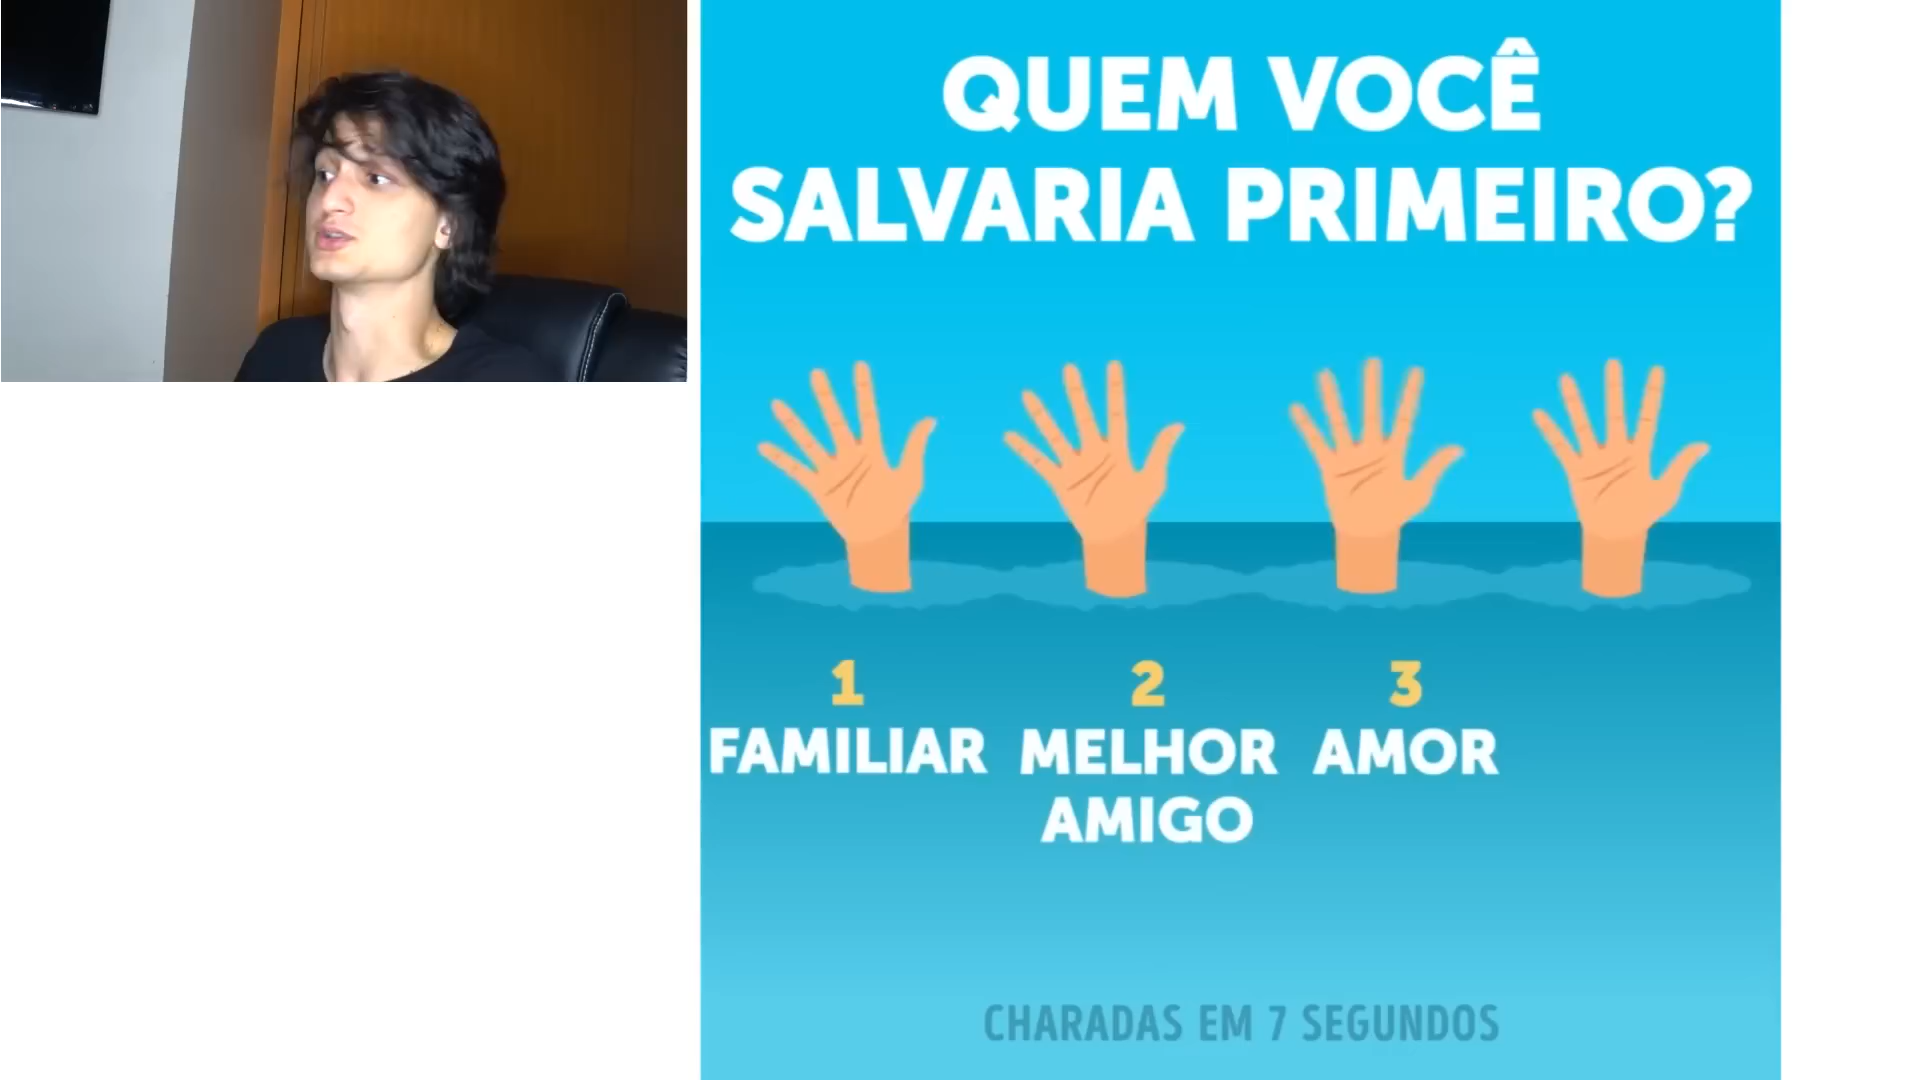 QUEM VOCÊ
SALVARIA PRIMEIRO?
1 2 3
FAMILIAR MELHOR AMOR
AMIGO
CHARADAS EM 7 SEGUNDOS